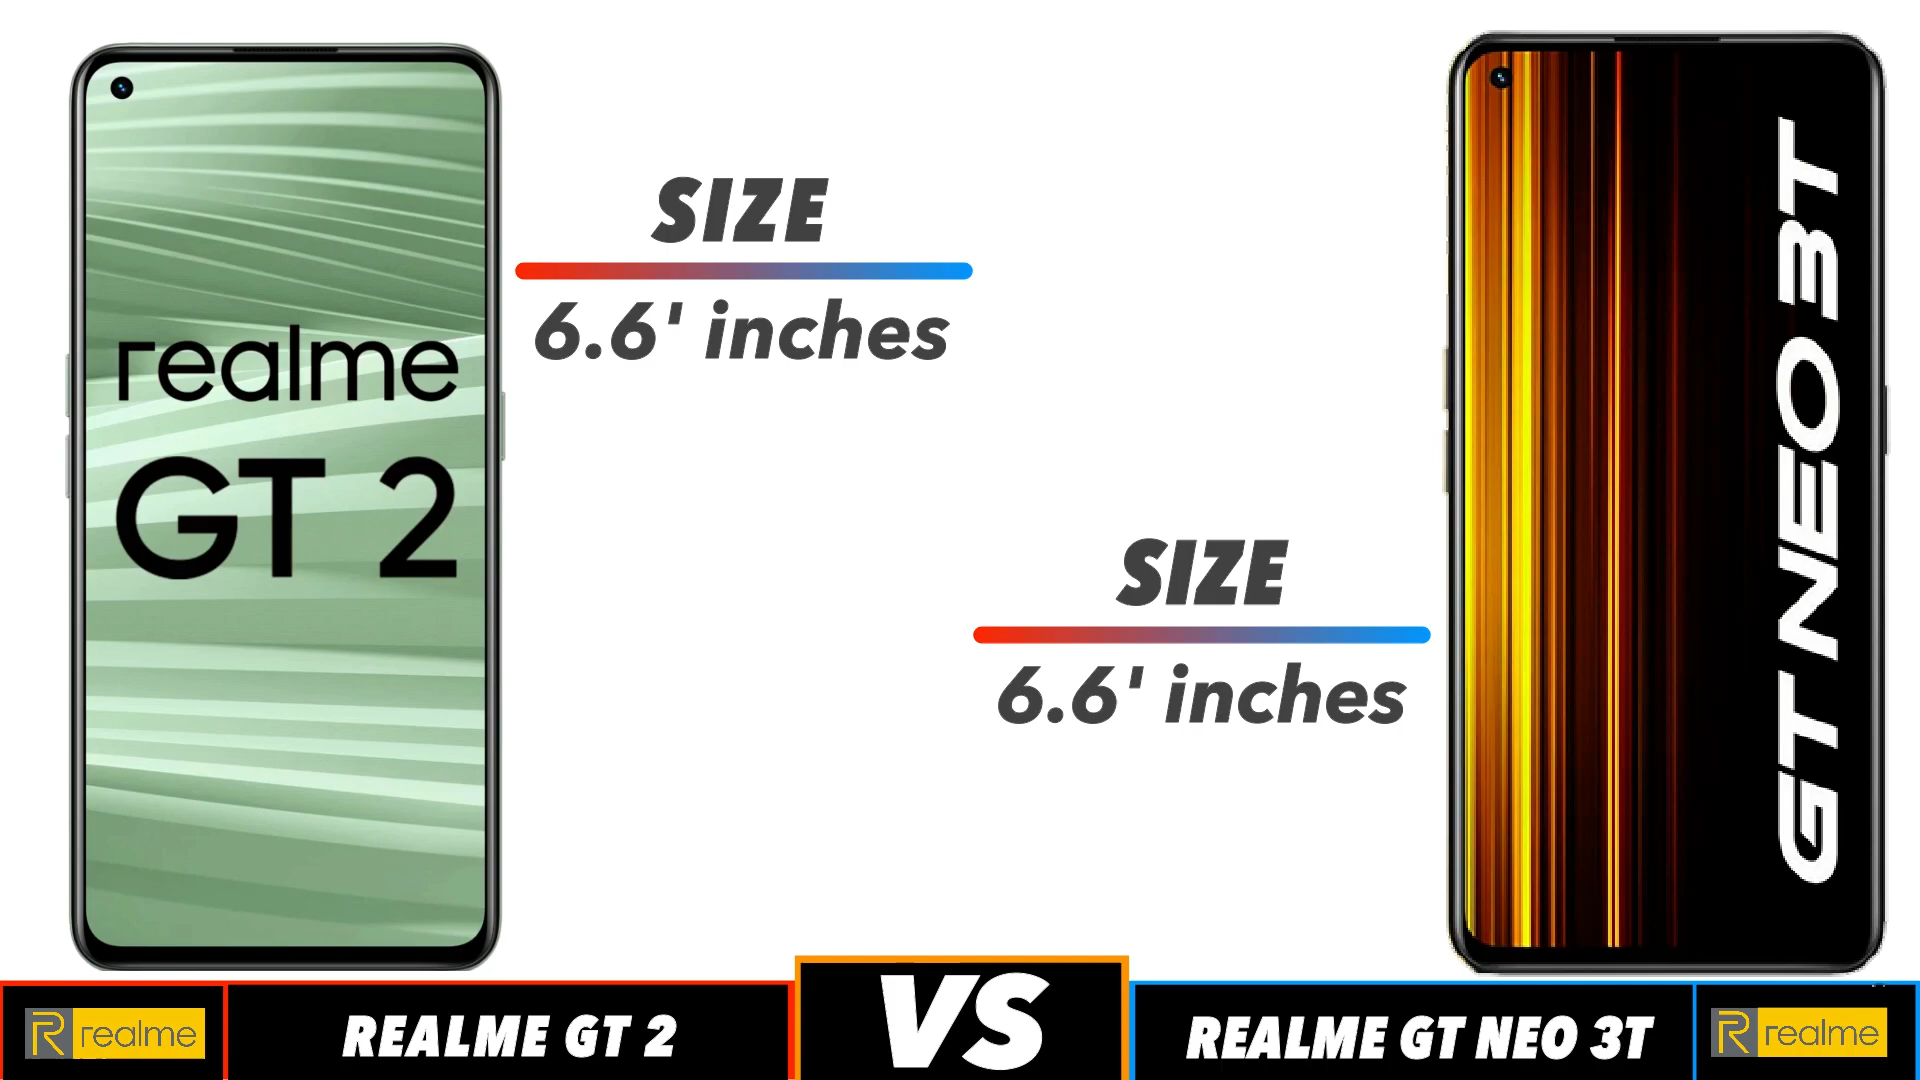 realme
GT 2
SIZE
6.6' inches
SIZE
6.6' inches
GT NEO 3T
realme
REALME GT 2
VS
REALME GT NEO 3T
realme